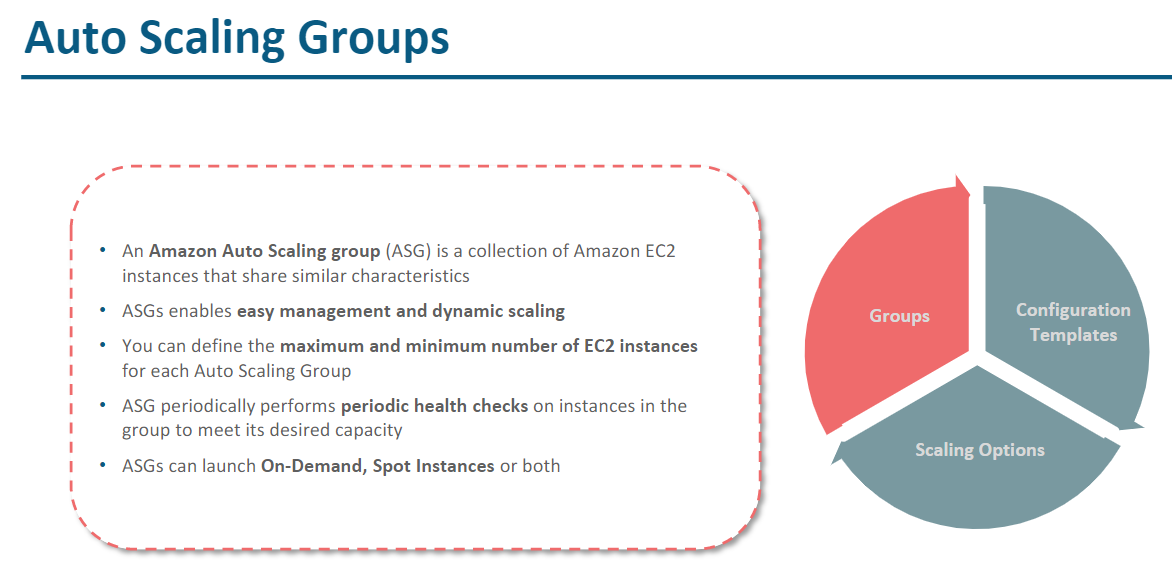 Auto Scaling Groups
• An Amazon Auto Scaling group (ASG) is a collection of Amazon EC2
instances that share similar characteristics
• ASGs enables easy management and dynamic scaling
• You can define the maximum and minimum number of EC2 instances
for each Auto Scaling Group
• ASG periodically performs periodic health checks on instances in the
group to meet its desired capacity
• ASGs can launch On-Demand, Spot Instances or both
Groups
Configuration
Templates
Scaling Options